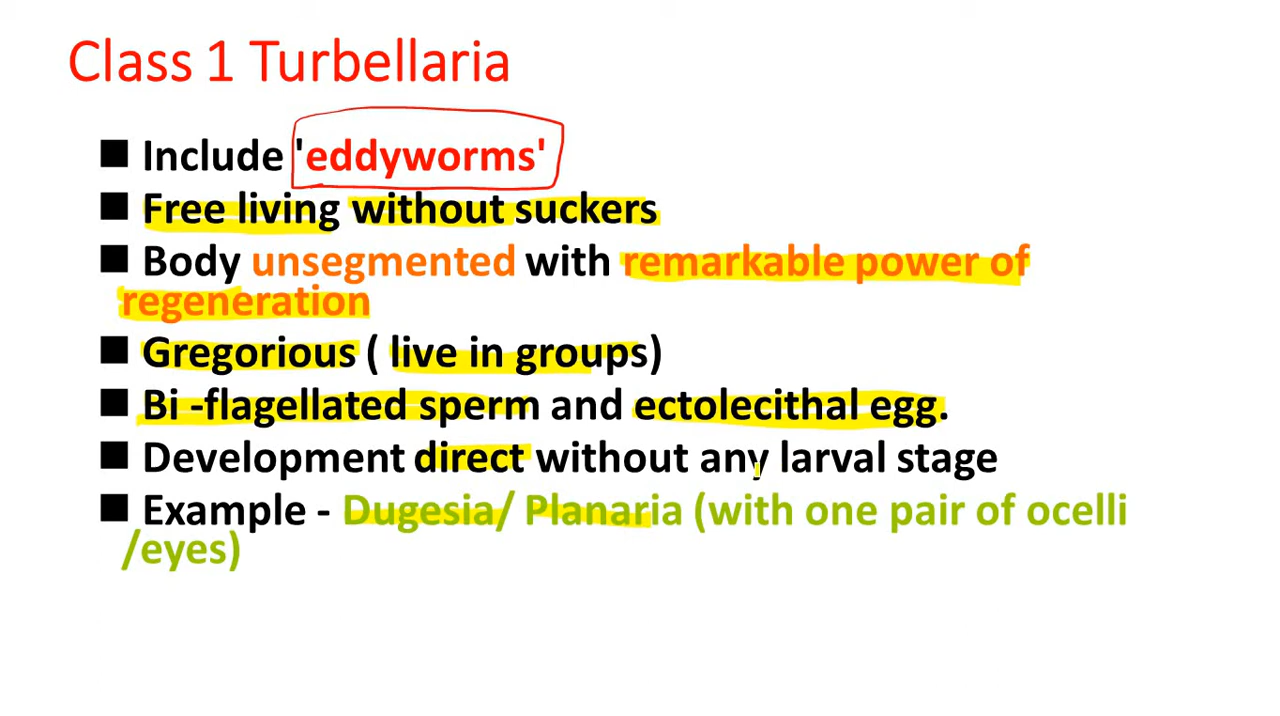 Class 1 Turbellaria
■ Include 'eddyworms'
■ Free living without suckers
■ Body unsegmented with remarkable power of
regeneration
■ Gregorious ( live in groups)
■ Bi -flagellated sperm and ectolecithal egg.
■ Development direct without any larval stage
■ Example - Dugesia/ Planaria (with one pair of ocelli
/eyes)